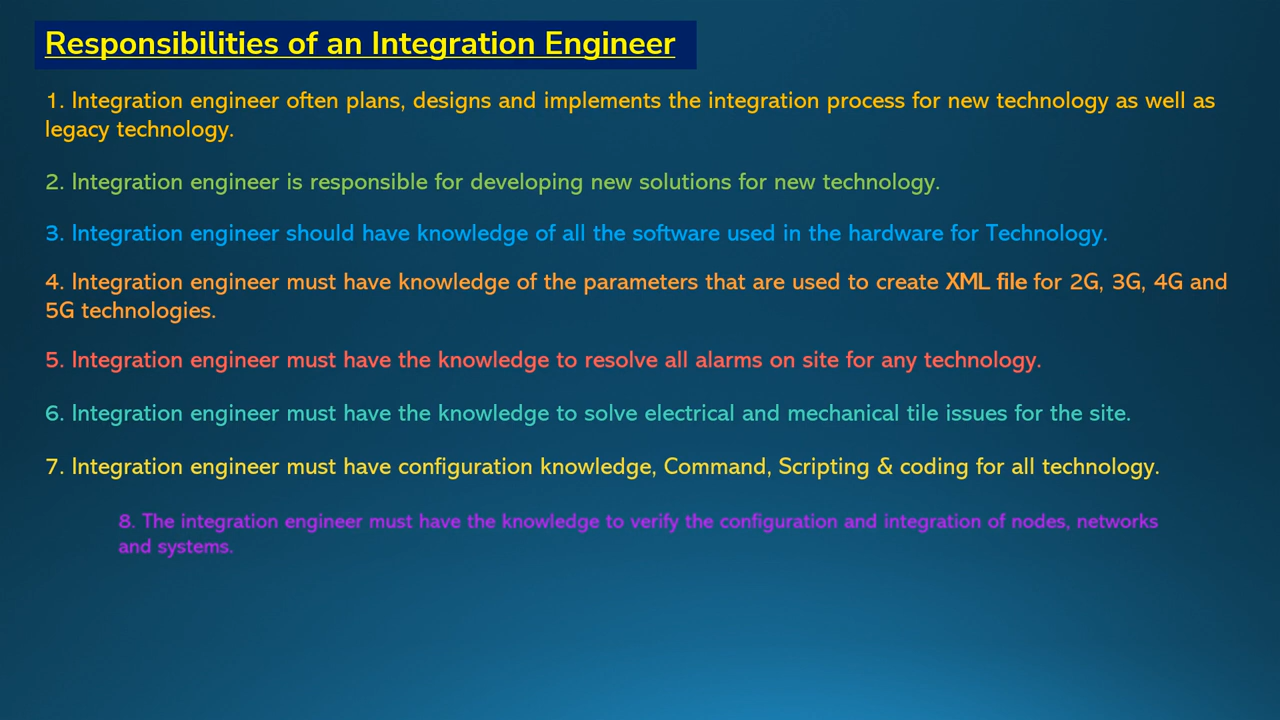 Responsibilities of an Integration Engineer
1. Integration engineer often plans, designs and implements the integration process for new technology as well as
legacy technology.
2. Integration engineer is responsible for developing new solutions for new technology.
3. Integration engineer should have knowledge of all the software used in the hardware for Technology.
4. Integration engineer must have knowledge of the parameters that are used to create XML file for 2G, 3G, 4G and
5G technologies.
5. Integration engineer must have the knowledge to resolve all alarms on site for any technology.
6. Integration engineer must have the knowledge to solve electrical and mechanical tile issues for the site.
7. Integration engineer must have configuration knowledge, Command, Scripting & coding for all technology.
8. The integration engineer must have the knowledge to verify the configuration and integration of nodes, networks
and systems.